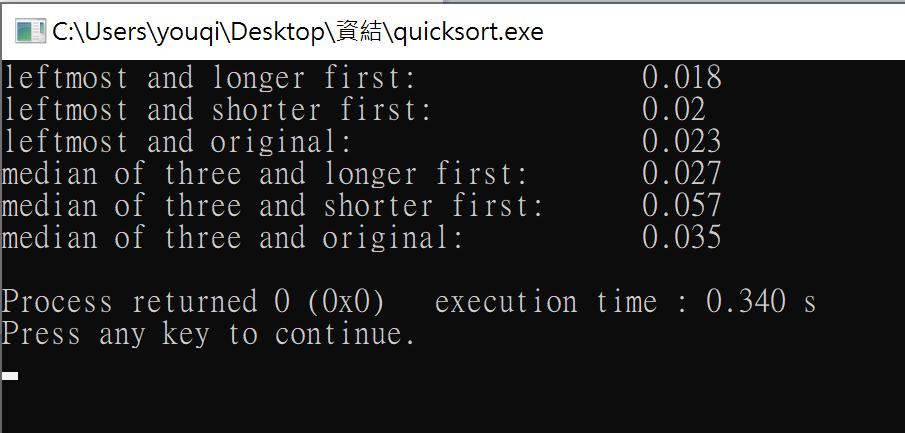 C:\Users\youqi\Desktop\資結\quicksort.exe
leftmost and longer first: 0.018
leftmost and shorter first: 0.02
leftmost and original: 0.023
median of three and longer first: 0.027
median of three and shorter first: 0.057
median of three and original: 0.035
Process returned 0 (0x0) execution time : 0.340 s
Press any key to continue.